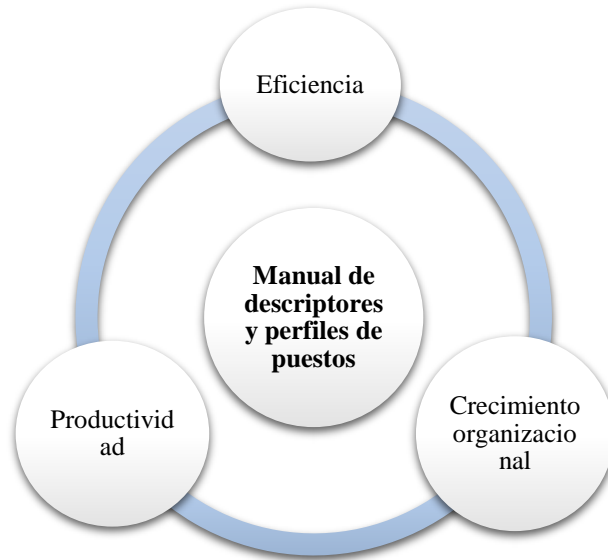 Eficiencia
Manual de
descriptores
y perfiles de
puestos
Productivid
ad
Crecimiento
organizacio
nal